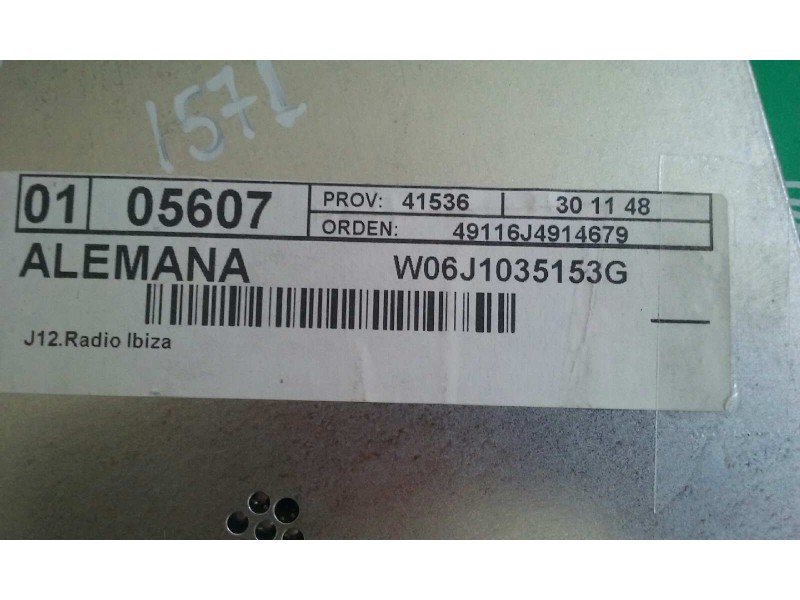 1571
01 05607 PROV: 41536 30 11 48
ORDEN: 49116J4914679
ALEMANA W06J1035153G
J12.Radio Ibiza